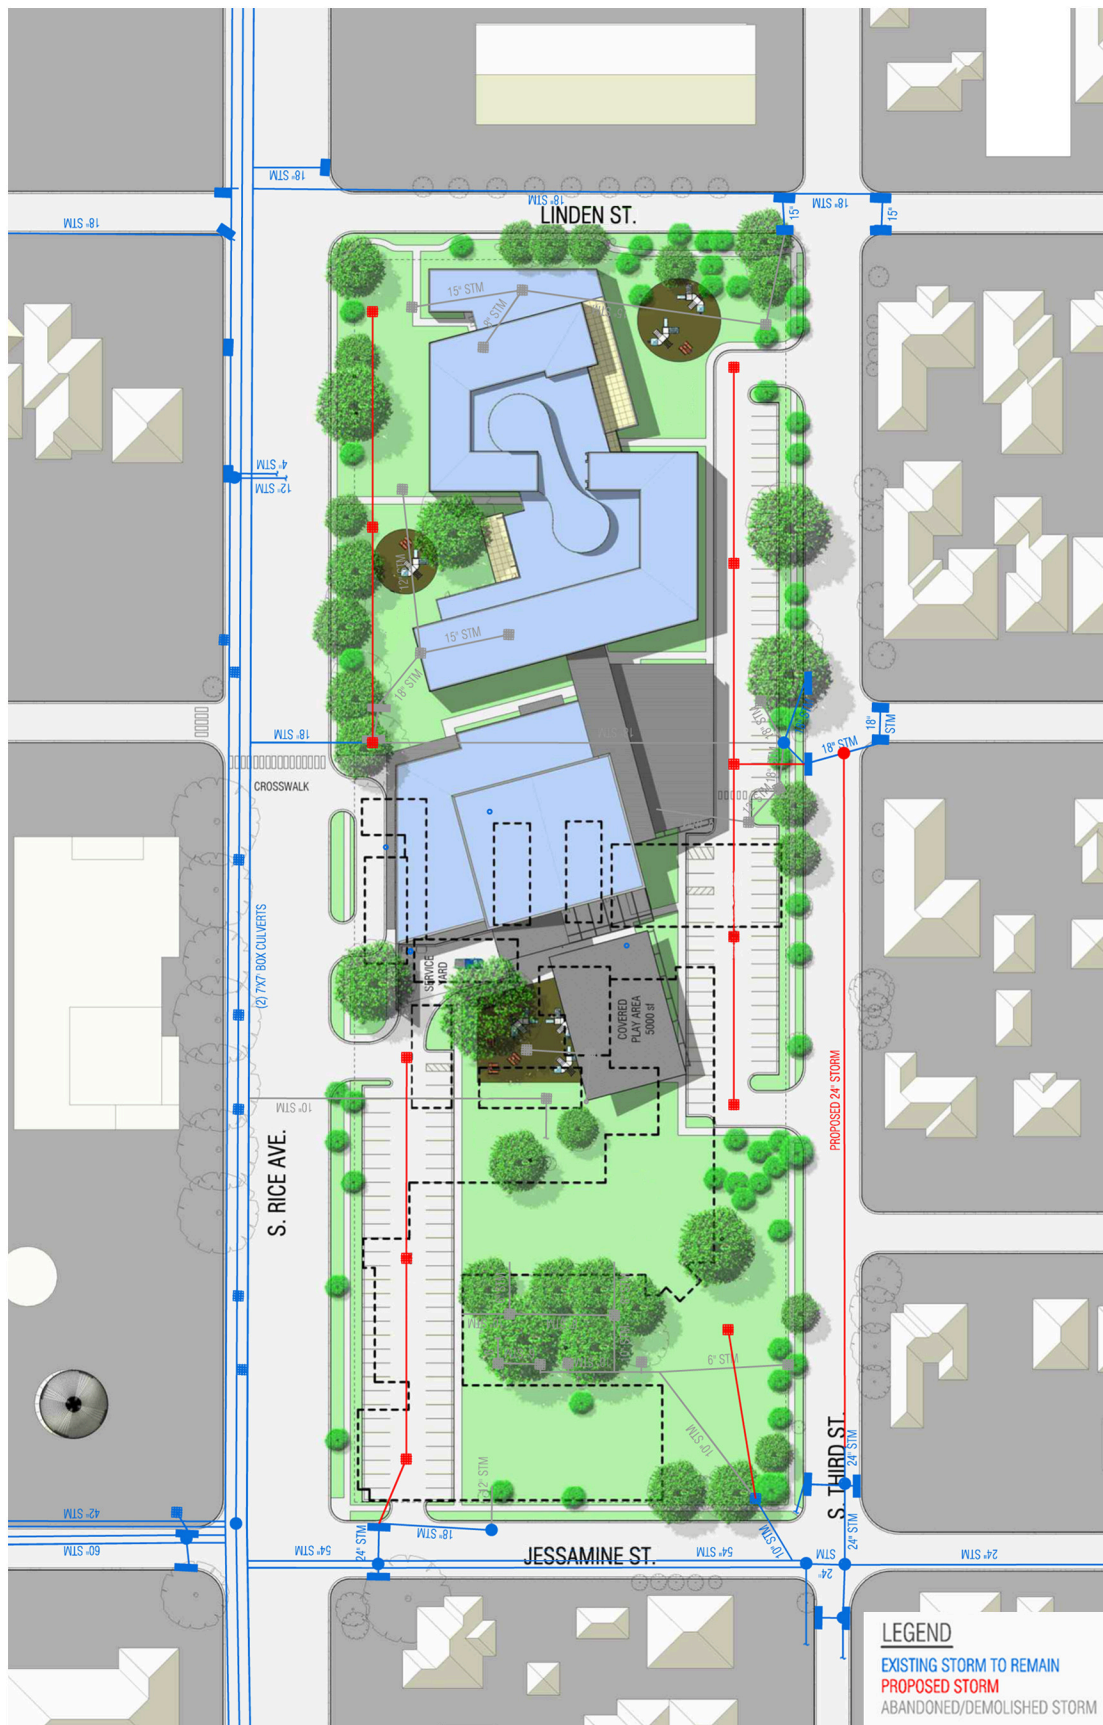 18" STM
18" STM
18" STM
LINDEN ST.
15"
18" STM
15"
15" STM
8" STM
4" STM
12" STM
12" STM
15" STM
18" STM
18" STM
18" STM
18" STM
18"
STM
CROSSWALK
(2) 7'X7' BOX CULVERTS
SERVICE
YARD
COVERED
PLAY AREA
5000 sf
10" STM
S. RICE AVE.
PROPOSED 24" STORM
6" STM
10" STM
12" STM
S. THIRD ST.
24" STM
24" STM
42" STM
60" STM
54" STM
24" STM
18" STM
JESSAMINE ST.
54" STM
10" STM
STM
24"
24" STM
LEGEND
EXISTING STORM TO REMAIN
PROPOSED STORM
ABANDONED/DEMOLISHED STORM